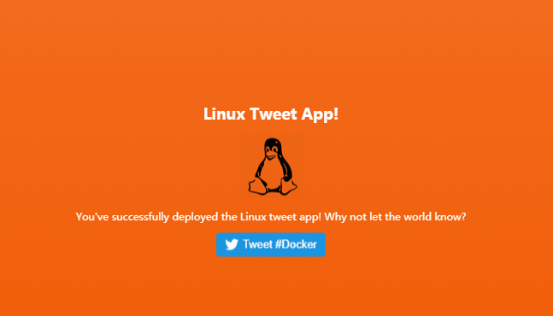 Linux Tweet App!
You've successfully deployed the Linux tweet app! Why not let the world know?
Tweet #Docker